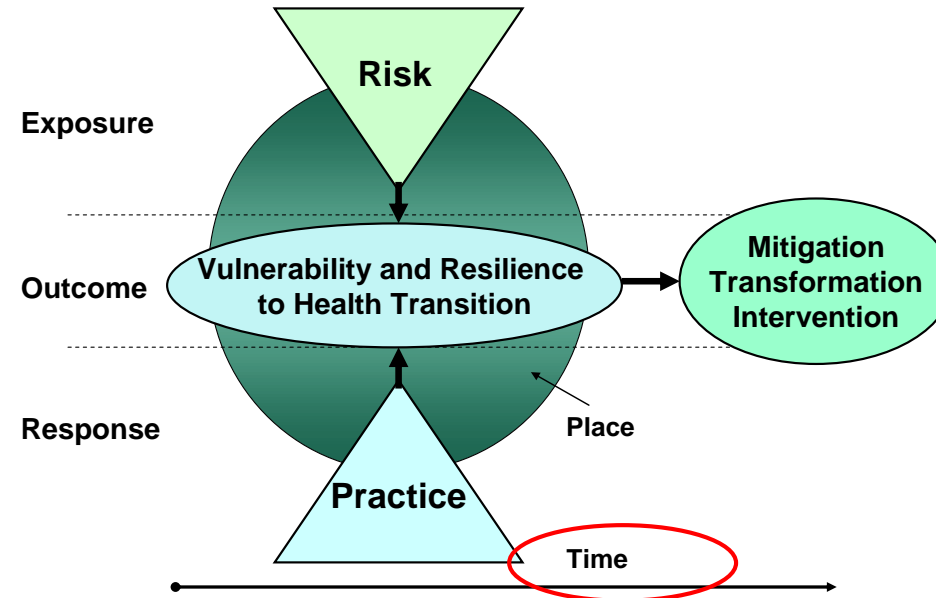 Risk
Exposure
Vulnerability and Resilience
to Health Transition
Outcome
Mitigation
Transformation
Intervention
Response
Place
Practice
Time